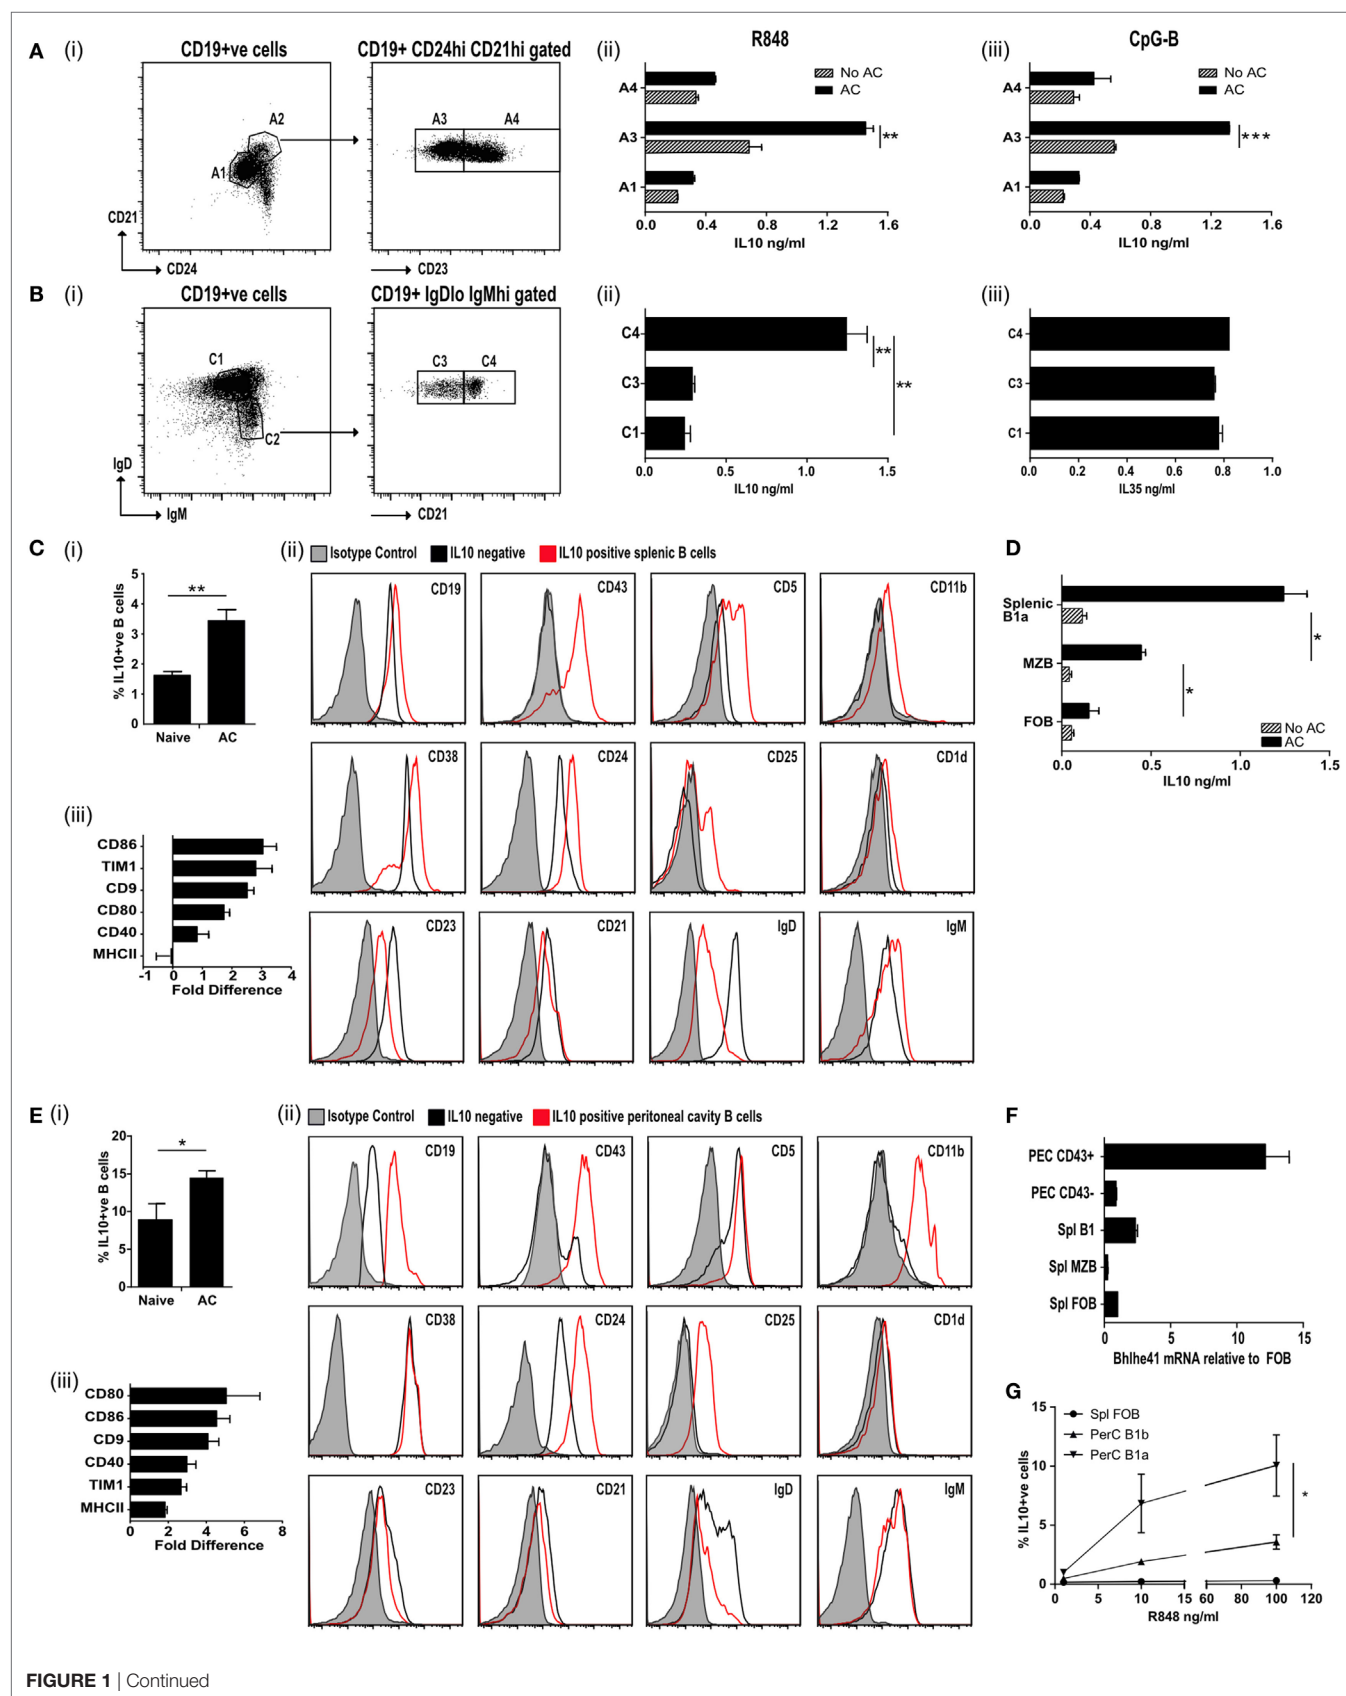 A (i)
CD19+ve cells
A2
A1
CD21
CD24
CD19+ CD24hi CD21hi gated
A3 A4
CD23
(ii)
R848
No AC
AC
A4
A3
A1
**
0.0 0.4 0.8 1.2 1.6
IL10 ng/ml
(iii)
CpG-B
No AC
AC
A4
A3
A1
***
0.0 0.4 0.8 1.2 1.6
IL10 ng/ml
B (i)
CD19+ve cells
C1
C2
IgD
IgM
CD19+ IgDlo IgMhi gated
C3 C4
CD21
(ii)
C4
C3
C1
**
**
0.0 0.5 1.0 1.5
IL10 ng/ml
(iii)
C4
C3
C1
0.0 0.2 0.4 0.6 0.8 1.0
IL35 ng/ml
C (i)
% IL10+ve B cells
5
4
3
2
1
0
**
Naive AC
(ii)
Isotype Control IL10 negative IL10 positive splenic B cells
CD19 CD43 CD5 CD11b
CD38 CD24 CD25 CD1d
CD23 CD21 IgD IgM
(iii)
CD86
TIM1
CD9
CD80
CD40
MHCII
-1 0 1 2 3 4
Fold Difference
D
Splenic
B1a
MZB
FOB
*
*
No AC
AC
0.0 0.5 1.0 1.5
IL10 ng/ml
E (i)
% IL10+ve B cells
20
15
10
5
0
*
Naive AC
(ii)
Isotype Control IL10 negative IL10 positive peritoneal cavity B cells
CD19 CD43 CD5 CD11b
CD38 CD24 CD25 CD1d
CD23 CD21 IgD IgM
(iii)
CD80
CD86
CD9
CD40
TIM1
MHCII
0 2 4 6 8
Fold Difference
F
PEC CD43+
PEC CD43-
Spl B1
Spl MZB
Spl FOB
0 5 10 15
Bhlhe41 mRNA relative to FOB
G
Spl FOB
PerC B1b
PerC B1a
% IL10+ve cells
15
10
5
0
*
0 5 10 15 60 80 100 120
R848 ng/ml
FIGURE 1 | Continued